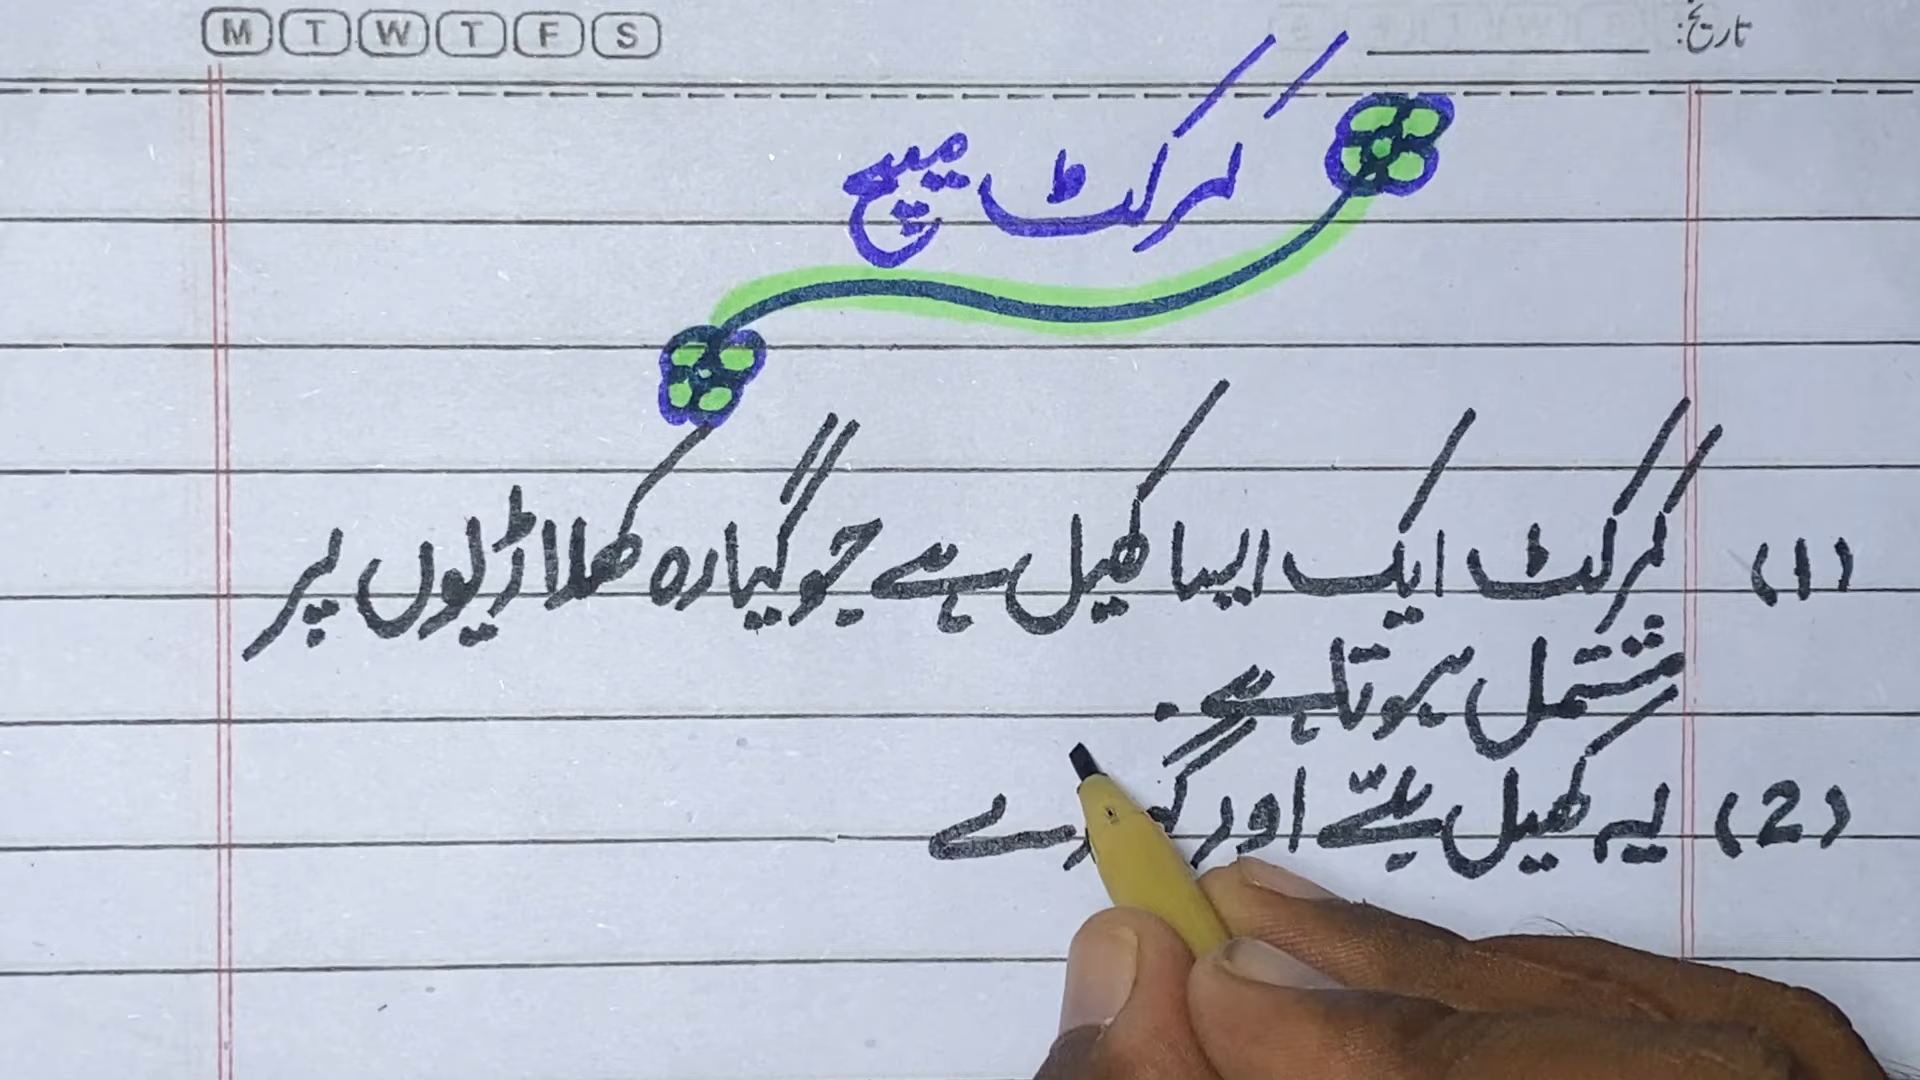 M T W T F S
تاریخ:
کرکٹ میچ
(1) کرکٹ ایک ایسا کھیل ہے جو گیارہ کھلاڑیوں پر
مشتمل ہوتا ہے.
(2) یہ کھیل بلّے اور